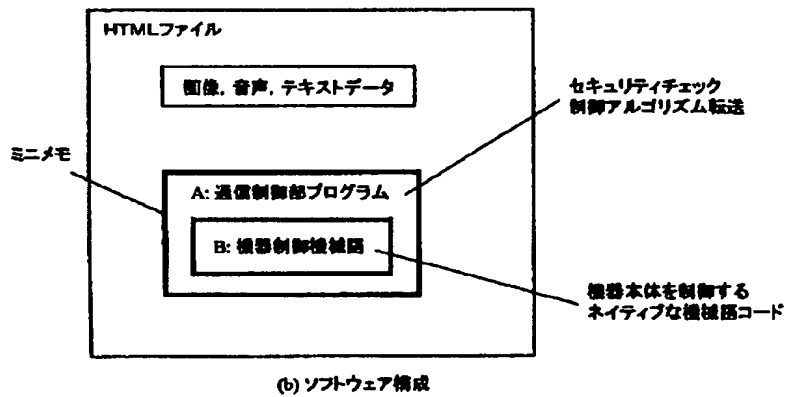 HTMLファイル
画像, 音声, テキストデータ
セキュリティチェック
制御アルゴリズム転送
ミニメモ
A: 通信制御部プログラム
B: 機器制御機械語
機器本体を制御する
ネイティブな機械語コード
(b) ソフトウェア構成